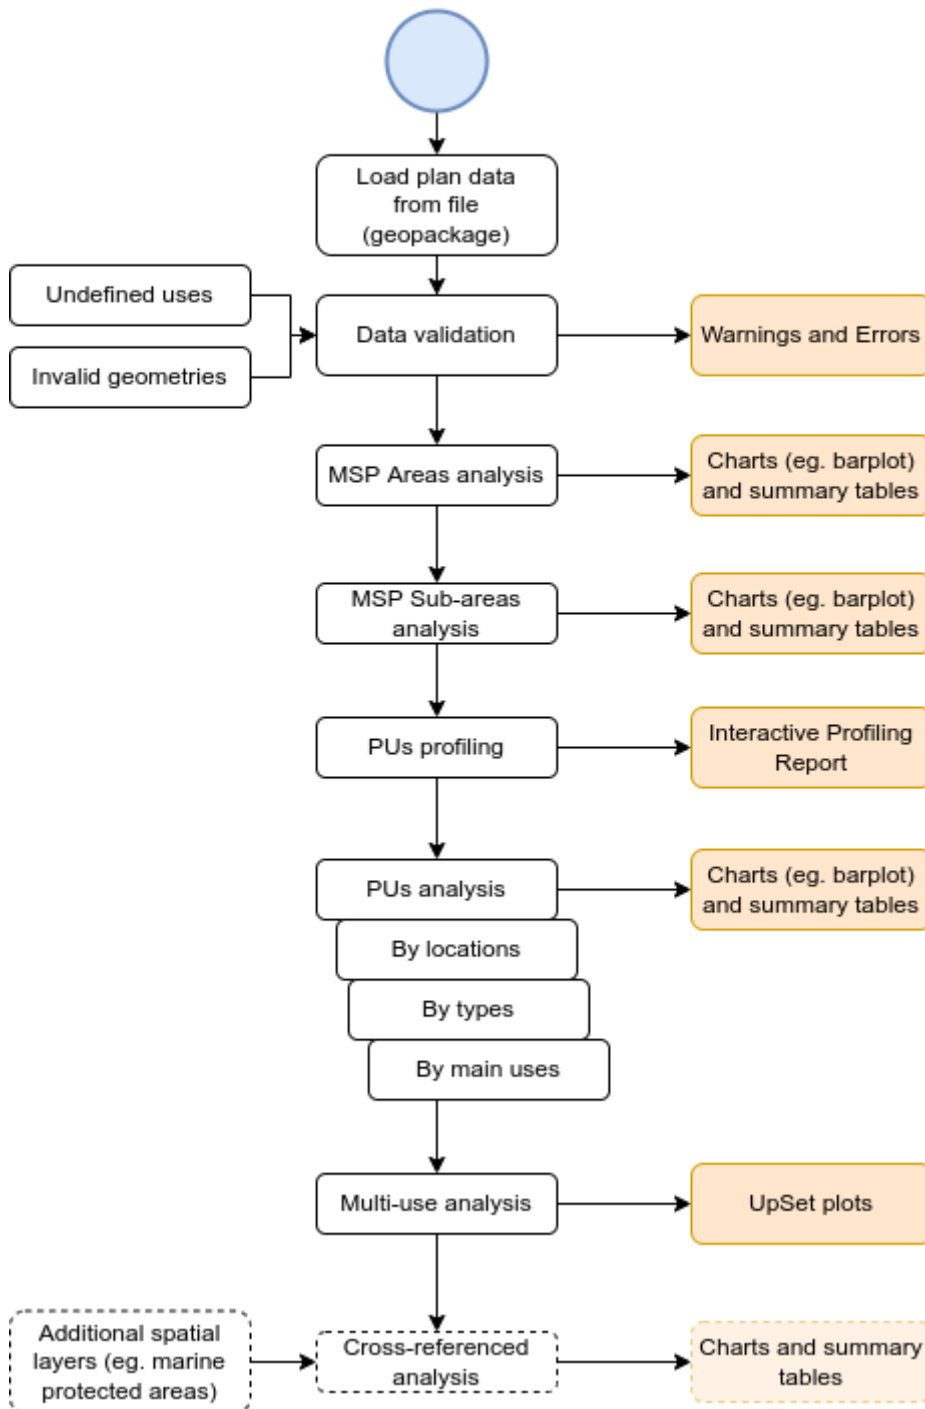 Load plan data
from file
(geopackage)
Undefined uses
Invalid geometries
Data validation
Warnings and Errors
MSP Areas analysis
Charts (eg. barplot)
and summary tables
MSP Sub-areas
analysis
Charts (eg. barplot)
and summary tables
PUs profiling
Interactive Profiling
Report
PUs analysis
Charts (eg. barplot)
and summary tables
By locations
By types
By main uses
Multi-use analysis
UpSet plots
Additional spatial
layers (eg. marine
protected areas)
Cross-referenced
analysis
Charts and summary
tables